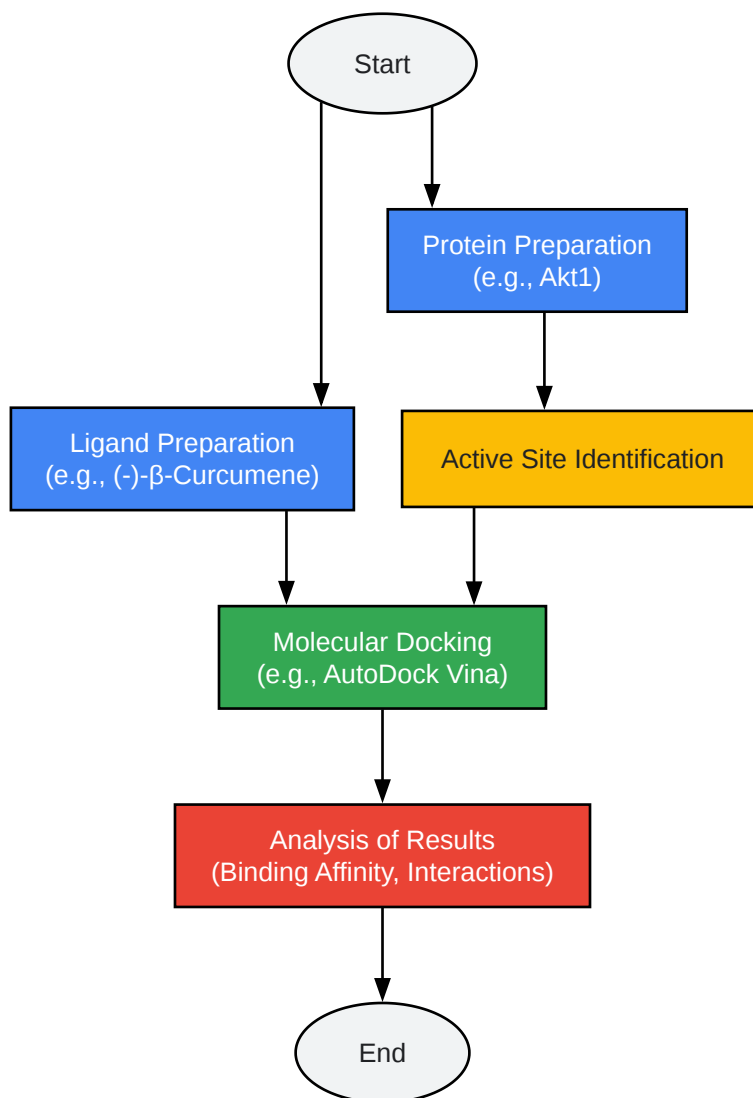 Start
Protein Preparation
(e.g., Akt1)
Ligand Preparation
(e.g., (-)-β-Curcumene)
Active Site Identification
Molecular Docking
(e.g., AutoDock Vina)
Analysis of Results
(Binding Affinity, Interactions)
End